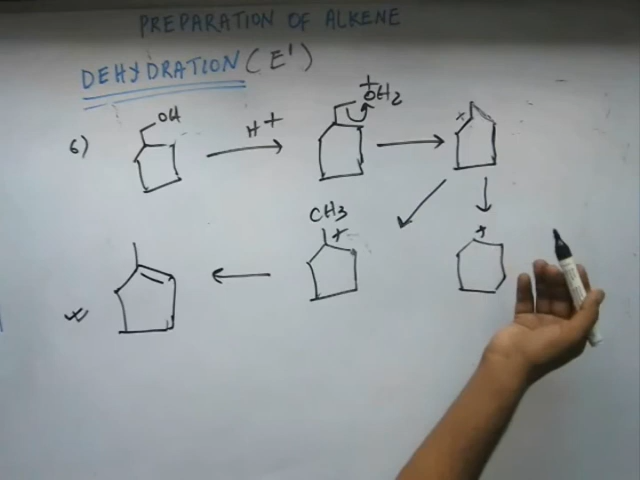 PREPARATION OF ALKENE
DEHYDRATION (E')
6)
OH
H+
+
OH2
+
CH3
+
+